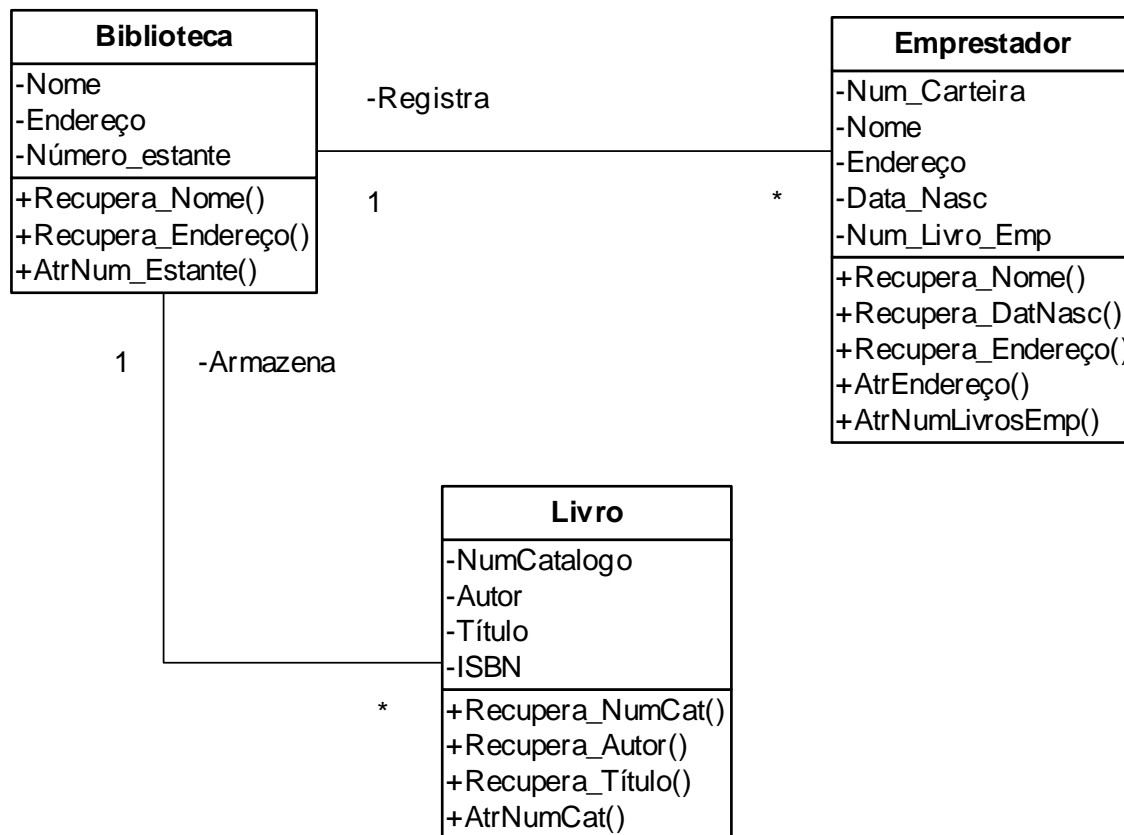 Biblioteca
-Nome
-Endereço
-Número_estante
+Recupera_Nome()
+Recupera_Endereço()
+AtrNum_Estante()
-Registra
1
*
Emprestador
-Num_Carteira
-Nome
-Endereço
-Data_Nasc
-Num_Livro_Emp
+Recupera_Nome()
+Recupera_DatNasc()
+Recupera_Endereço()
+AtrEndereço()
+AtrNumLivrosEmp()
1
-Armazena
*
Livro
-NumCatalogo
-Autor
-Título
-ISBN
+Recupera_NumCat()
+Recupera_Autor()
+Recupera_Título()
+AtrNumCat()